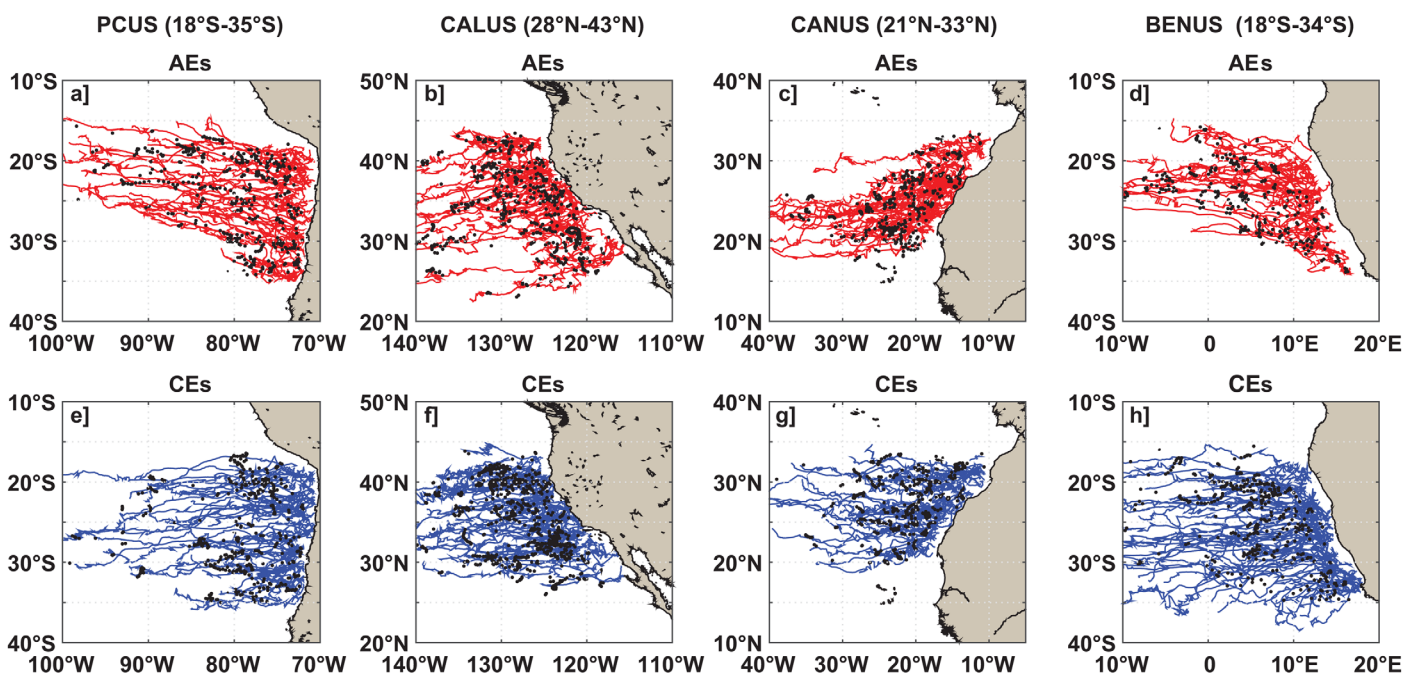 PCUS (18°S-35°S) CALUS (28°N-43°N) CANUS (21°N-33°N) BENUS (18°S-34°S)
AEs AEs AEs AEs
10°S 50°N 40°N 10°S
a] b] c] d]
20°S 40°N 30°N 20°S
30°S 30°N 20°N 30°S
40°S 20°N 10°N 40°S
100°W 90°W 80°W 70°W 140°W 130°W 120°W 110°W 40°W 30°W 20°W 10°W 10°W 0 10°E 20°E
CEs CEs CEs CEs
10°S 50°N 40°N 10°S
e] f] g] h]
20°S 40°N 30°N 20°S
30°S 30°N 20°N 30°S
40°S 20°N 10°N 40°S
100°W 90°W 80°W 70°W 140°W 130°W 120°W 110°W 40°W 30°W 20°W 10°W 10°W 0 10°E 20°E